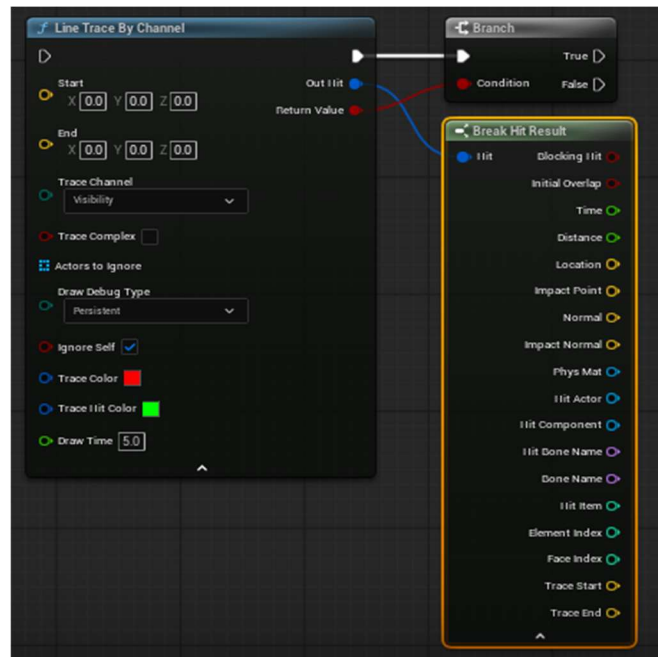 Line Trace By Channel
Start
Out Hit
X 0.0 Y 0.0 Z 0.0
Return Value
End
X 0.0 Y 0.0 Z 0.0
Trace Channel
Visibility
Trace Complex
Actors to Ignore
Draw Debug Type
Persistent
Ignore Self
Trace Color
Trace Hit Color
Draw Time 5.0
Branch
True
Condition
False
Break Hit Result
Hit
Blocking Hit
Initial Overlap
Time
Distance
Location
Impact Point
Normal
Impact Normal
Phys Mat
Hit Actor
Hit Component
Hit Bone Name
Bone Name
Hit Item
Element Index
Face Index
Trace Start
Trace End